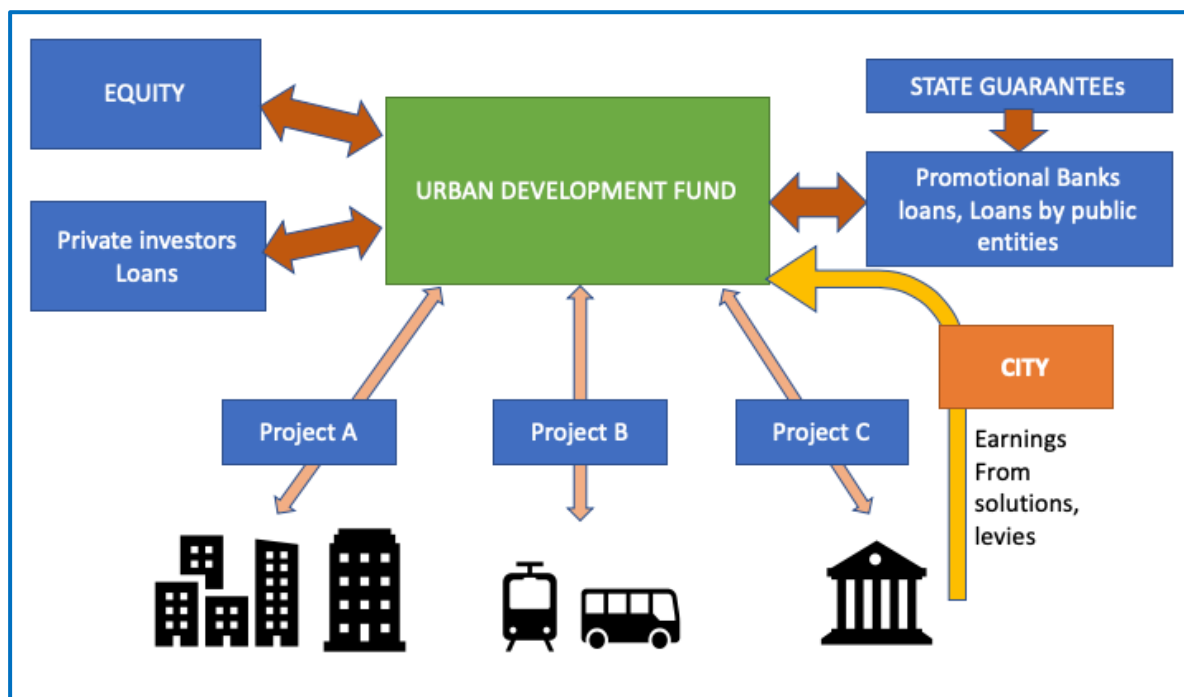 EQUITY
STATE GUARANTEEs
URBAN DEVELOPMENT FUND
Promotional Banks
loans, Loans by public
entities
Private investors
Loans
CITY
Project A
Project B
Project C
Earnings
From
solutions,
levies